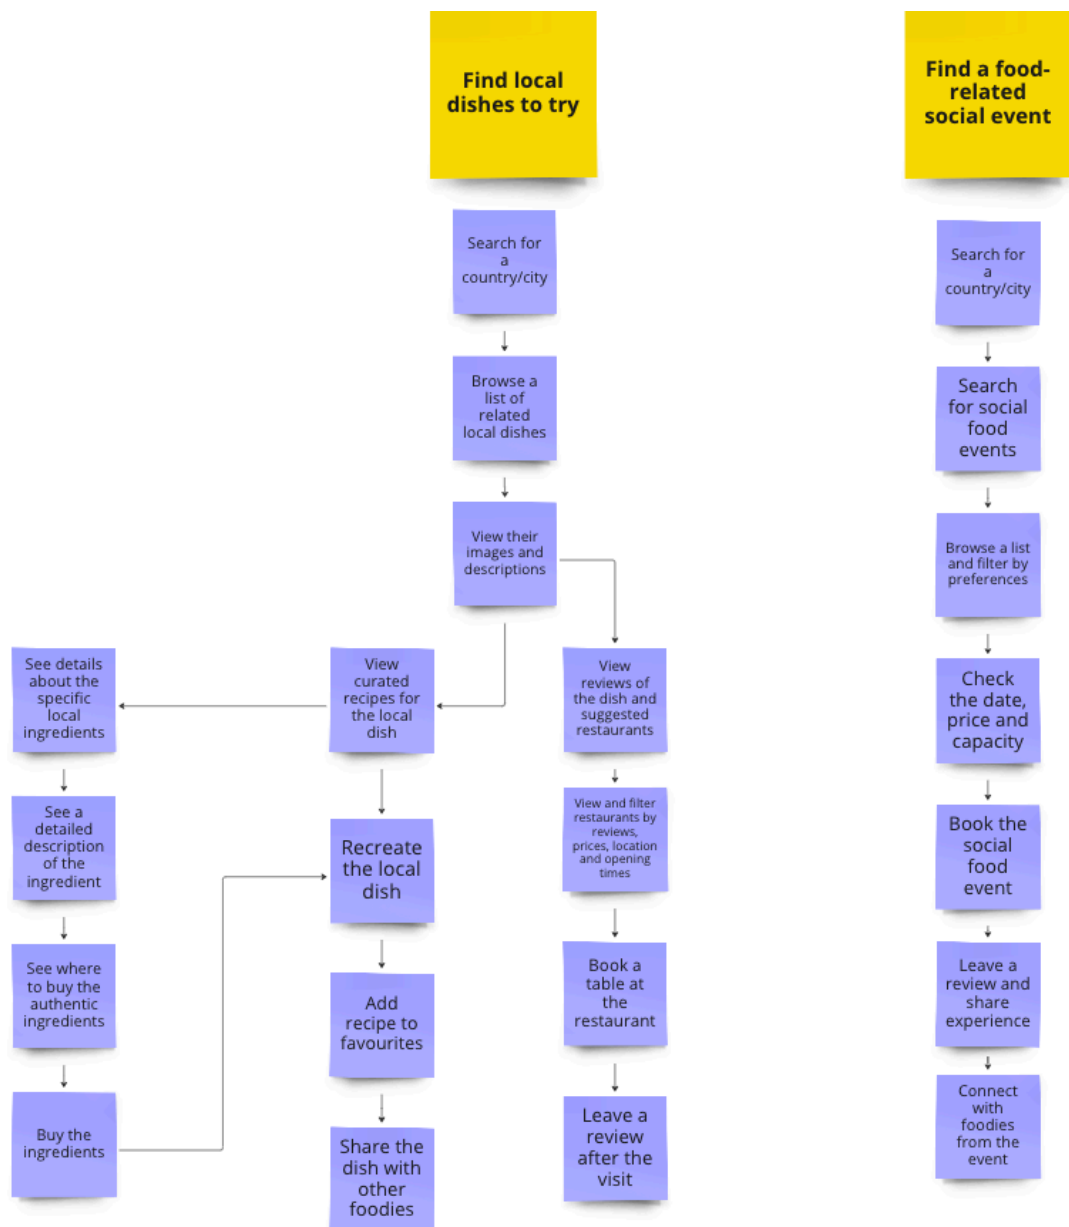 Find local
dishes to try
Find a food-
related
social event
Search for
a
country/city
Browse a
list of
related
local dishes
View their
images and
descriptions
See details
about the
specific
local
ingredients
See a
detailed
description
of the
ingredient
See where
to buy the
authentic
ingredients
Buy the
ingredients
View
curated
recipes for
the local
dish
Recreate
the local
dish
Add
recipe to
favourites
Share the
dish with
other
foodies
View
reviews of
the dish and
suggested
restaurants
View and filter
restaurants by
reviews,
prices, location
and opening
times
Book a
table at
the
restaurant
Leave a
review
after the
visit
Search for
a
country/city
Search
for social
food
events
Browse a list
and filter by
preferences
Check
the date,
price and
capacity
Book the
social
food
event
Leave a
review and
share
experience
Connect
with
foodies
from the
event